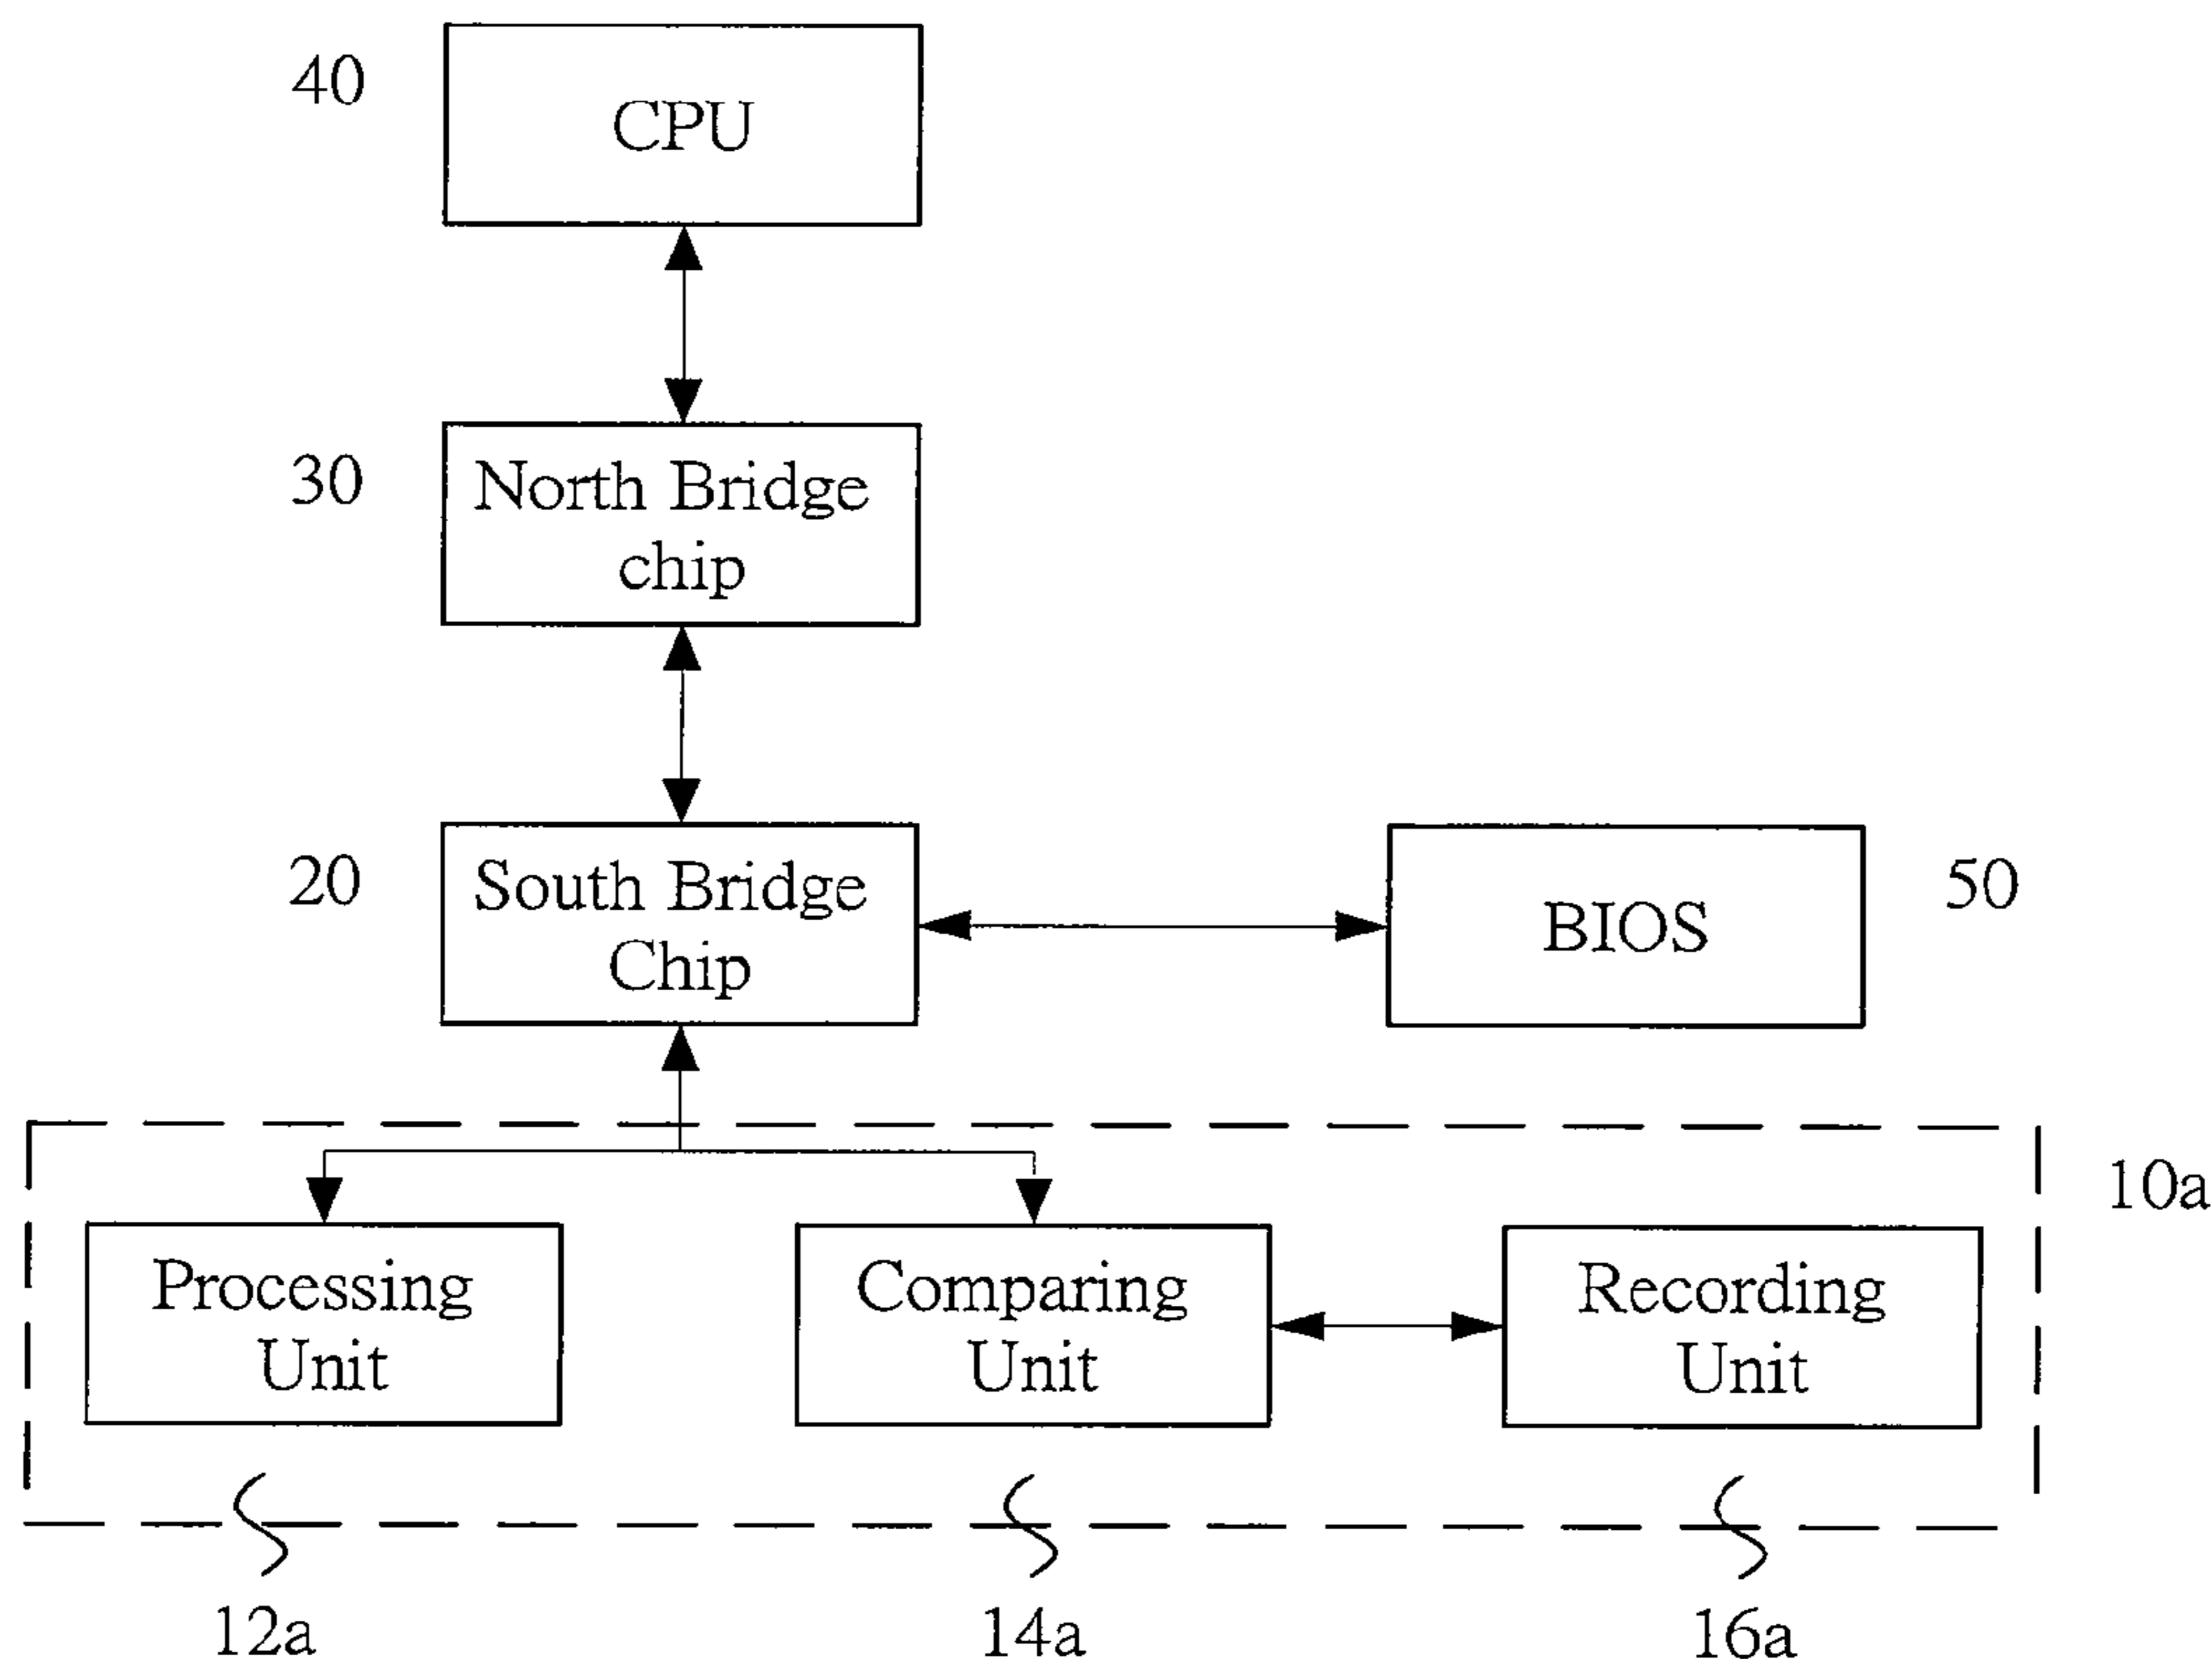 40
CPU
30
North Bridge
chip
20
South Bridge
Chip
BIOS
50
10a
Processing
Unit
Comparing
Unit
Recording
Unit
12a
14a
16a